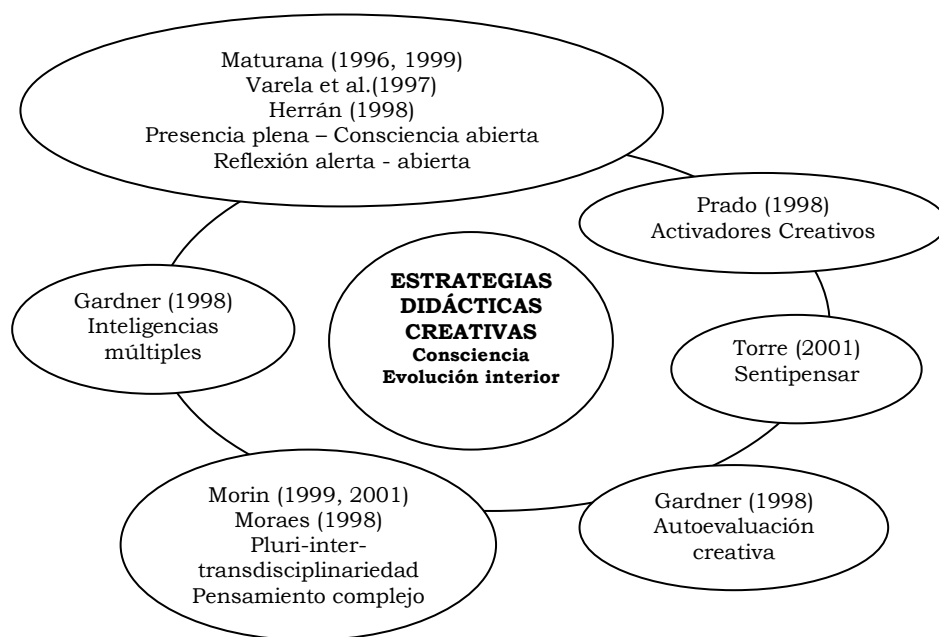 Maturana (1996, 1999)
Varela et al.(1997)
Herrán (1998)
Presencia plena – Consciencia abierta
Reflexión alerta - abierta
Prado (1998)
Activadores Creativos
ESTRATEGIAS
DIDÁCTICAS
CREATIVAS
Consciencia
Evolución interior
Gardner (1998)
Inteligencias
múltiples
Torre (2001)
Sentipensar
Morin (1999, 2001)
Moraes (1998)
Pluri-inter-
transdisciplinariedad
Pensamiento complejo
Gardner (1998)
Autoevaluación
creativa